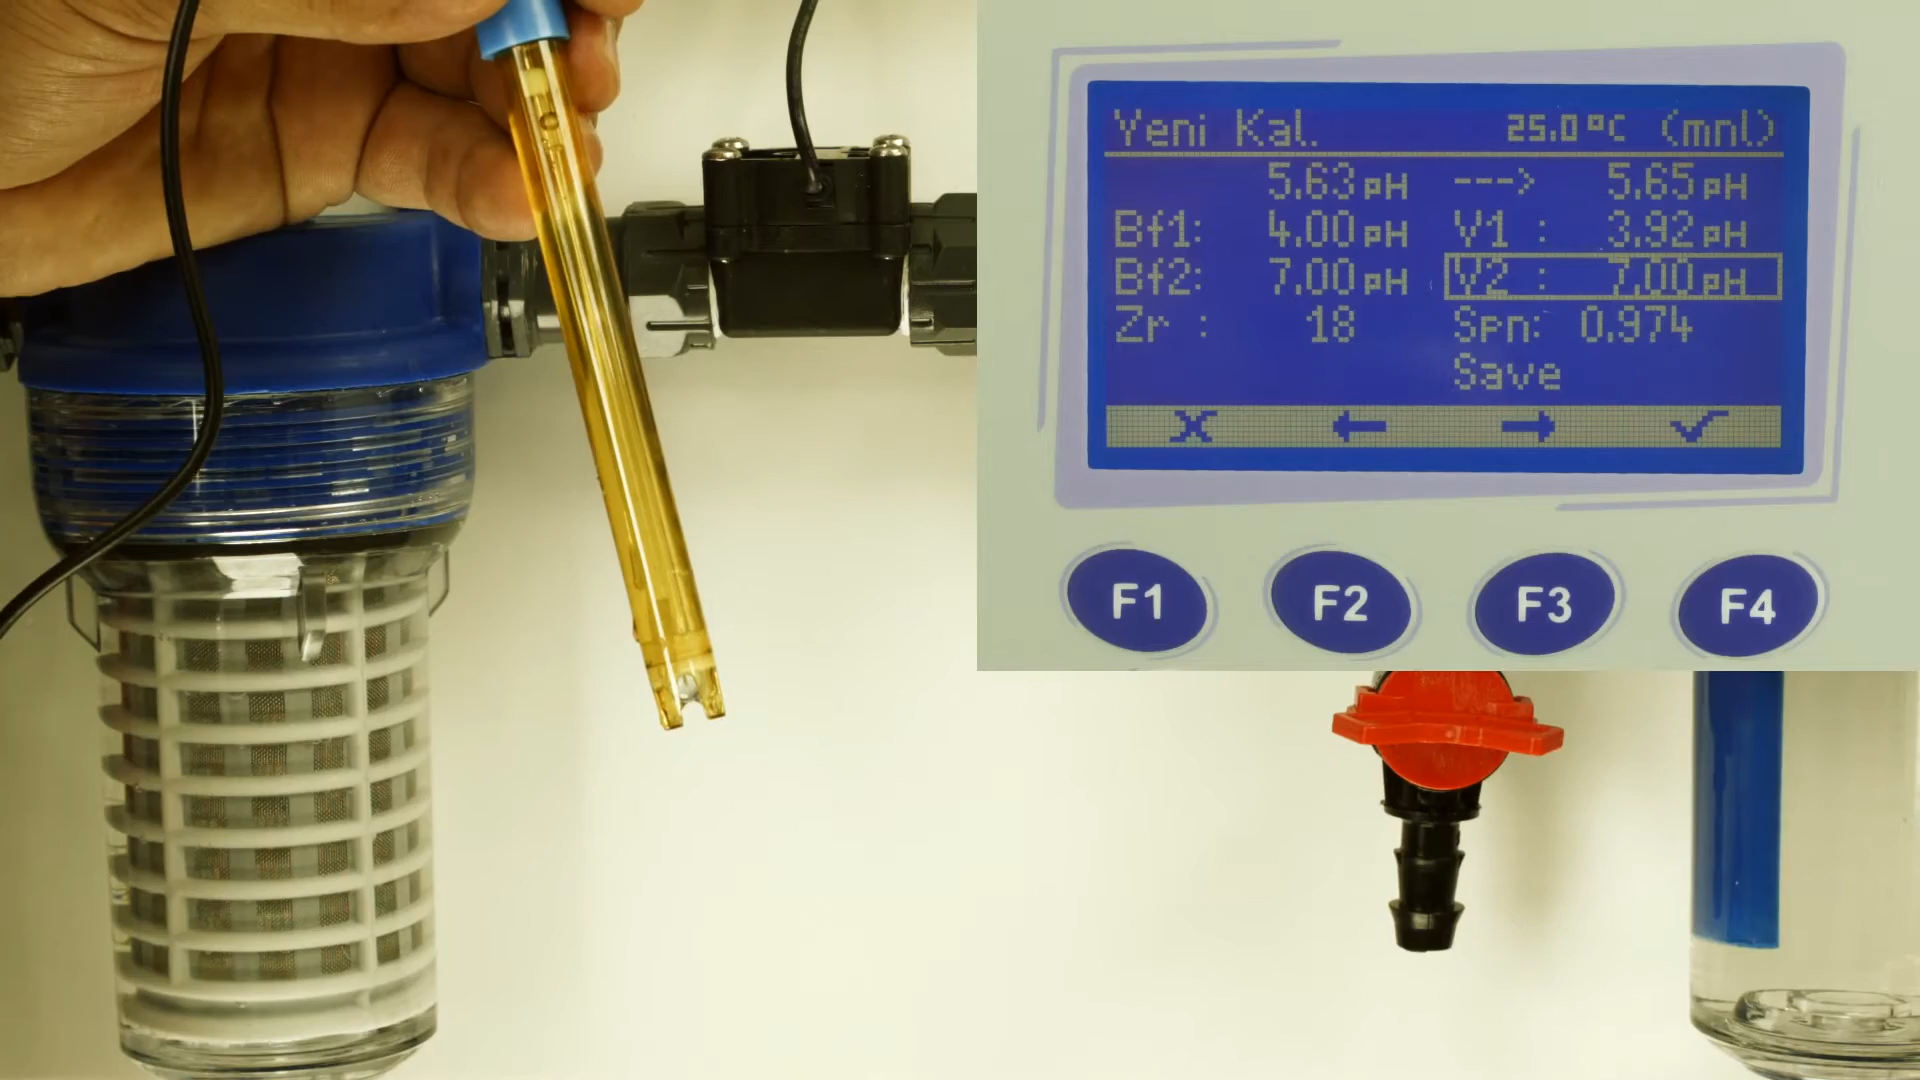 Yeni Kal. 25.0°C (mnl)
5.63 pH ---> 5.65 pH
Bf1: 4.00 pH V1 : 3.92 pH
Bf2: 7.00 pH V2 : 7.00 pH
Zr : 18 Spn: 0.974
Save
F1 F2 F3 F4